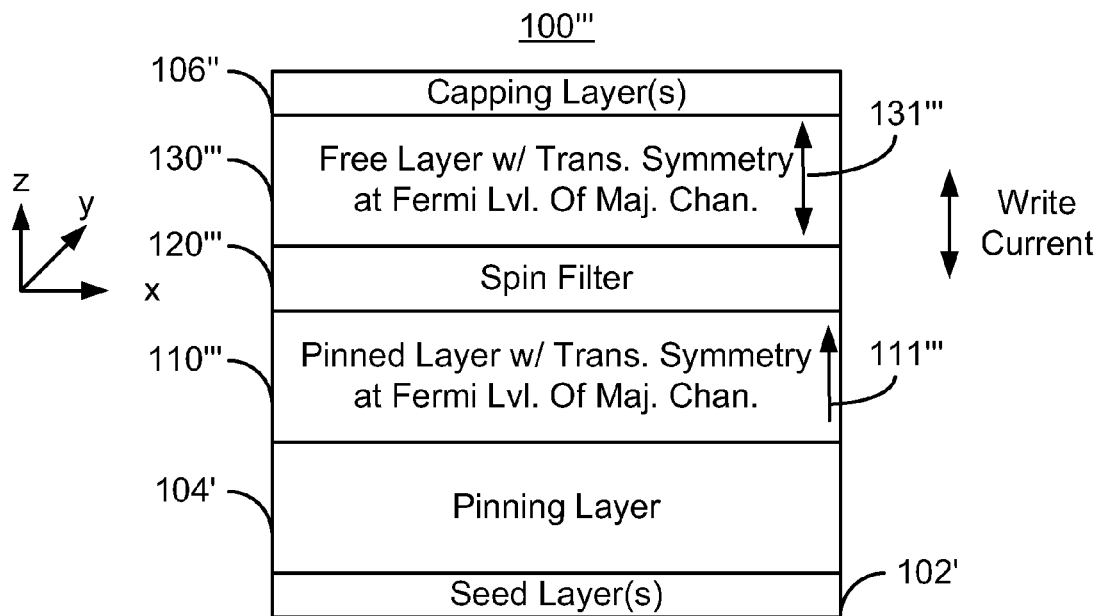 100'''
106''
Capping Layer(s)
131'''
130'''
Free Layer w/ Trans. Symmetry
at Fermi Lvl. Of Maj. Chan.
z
y
x
Write
Current
120'''
Spin Filter
110'''
Pinned Layer w/ Trans. Symmetry
at Fermi Lvl. Of Maj. Chan.
111'''
104'
Pinning Layer
102'
Seed Layer(s)